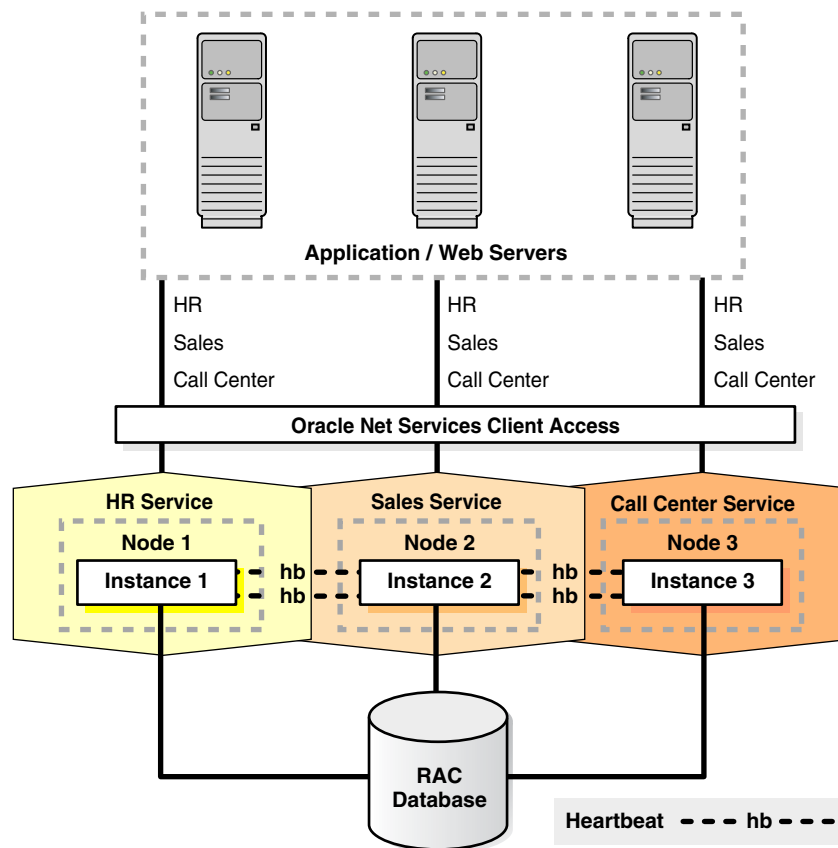 Application / Web Servers
HR
Sales
Call Center
HR
Sales
Call Center
HR
Sales
Call Center
Oracle Net Services Client Access
HR Service
Sales Service
Call Center Service
Node 1
Node 2
Node 3
Instance 1
hb
hb
Instance 2
hb
hb
Instance 3
RAC
Database
Heartbeat hb